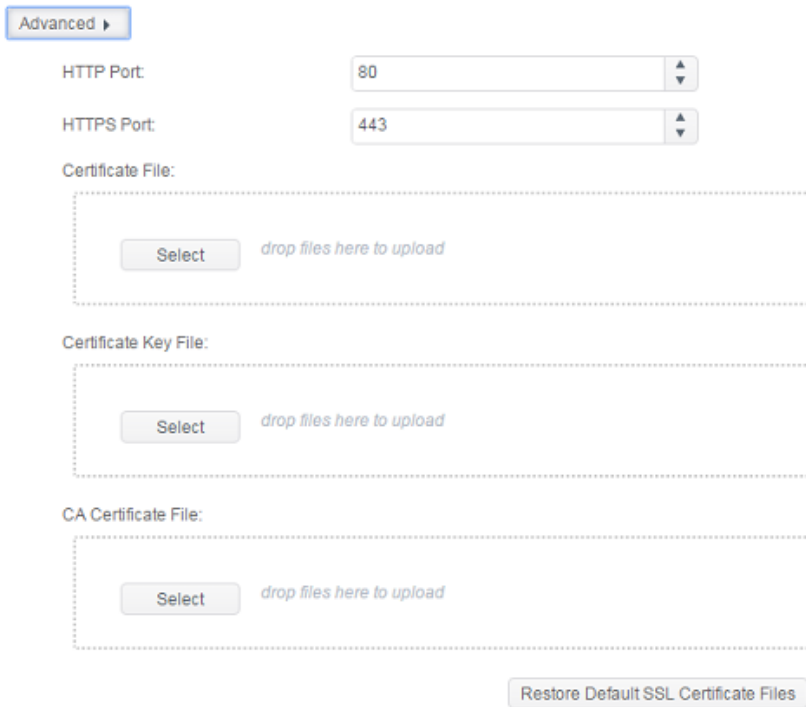 Advanced
HTTP Port: 80
HTTPS Port: 443
Certificate File:
Select drop files here to upload
Certificate Key File:
Select drop files here to upload
CA Certificate File:
Select drop files here to upload
Restore Default SSL Certificate Files